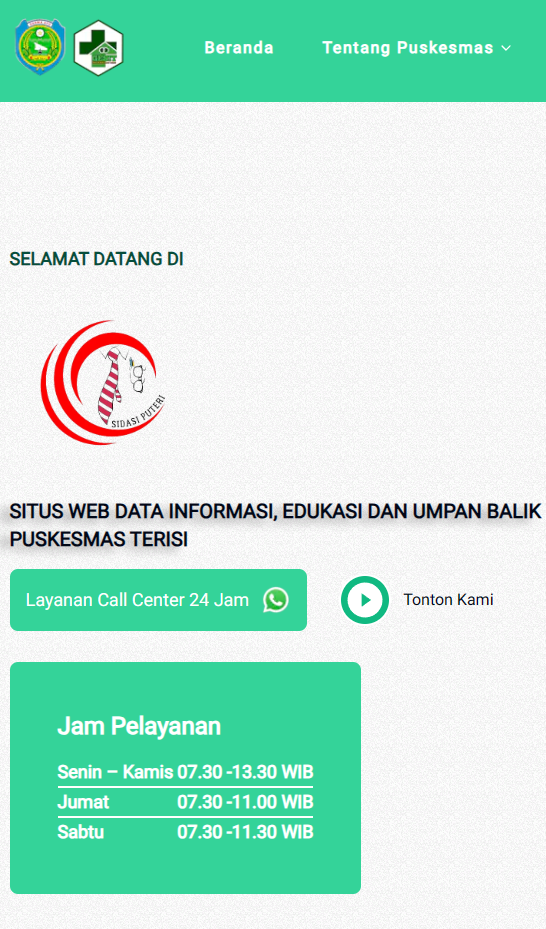 Beranda
Tentang Puskesmas
SELAMAT DATANG DI
SIDASI PUTERI
SITUS WEB DATA INFORMASI, EDUKASI DAN UMPAN BALIK
PUSKESMAS TERISI
Layanan Call Center 24 Jam
Tonton Kami
Jam Pelayanan
Senin – Kamis 07.30 -13.30 WIB
Jumat 07.30 -11.00 WIB
Sabtu 07.30 -11.30 WIB